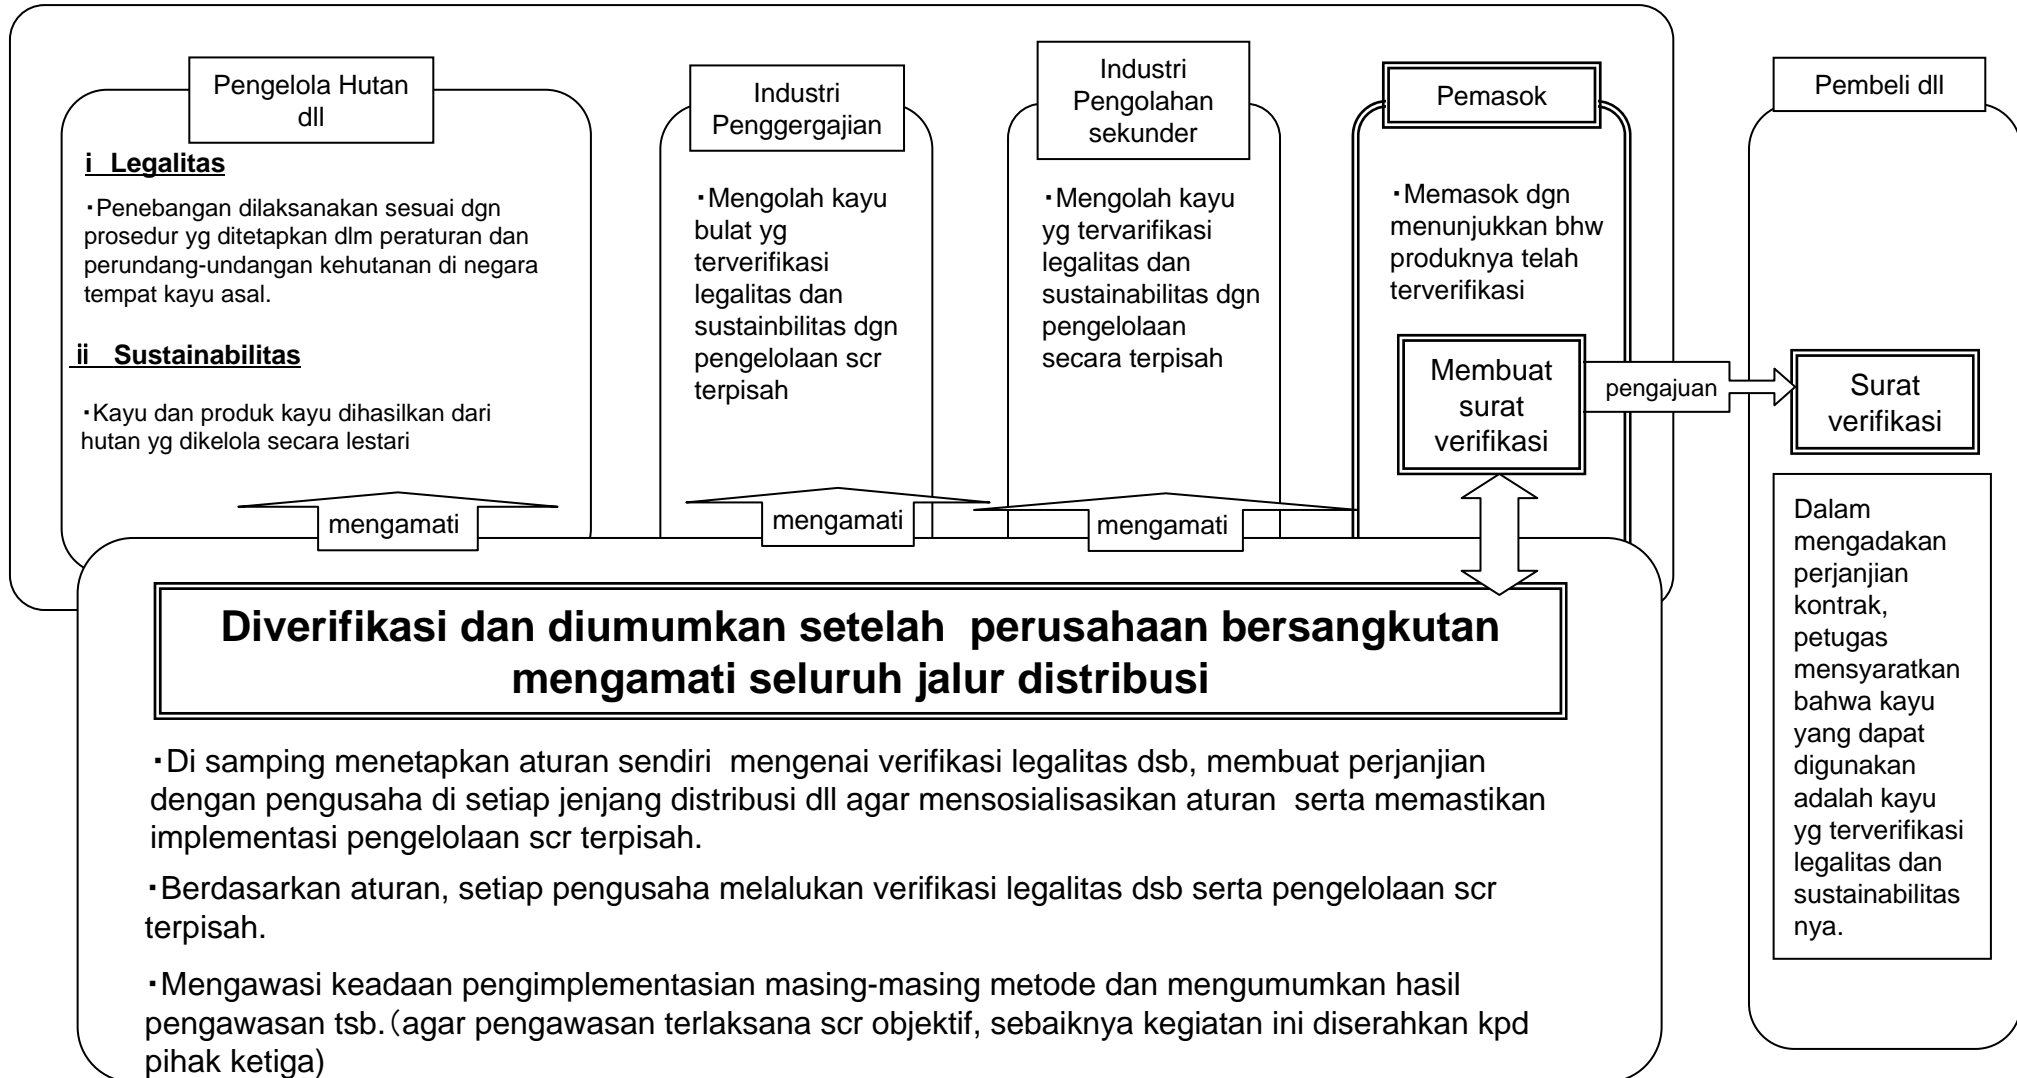 Pengelola Hutan
dll
i   Legalitas
・Penebangan dilaksanakan sesuai dgn
prosedur yg ditetapkan dlm peraturan dan
perundang-undangan kehutanan di negara
tempat kayu asal.
ii   Sustainabilitas
・Kayu dan produk kayu dihasilkan dari
hutan yg dikelola secara lestari
mengamati
Industri
Penggergajian
・Mengolah kayu
bulat yg
terverifikasi
legalitas dan
sustainbilitas dgn
pengelolaan scr
terpisah
mengamati
Industri
Pengolahan
sekunder
・Mengolah kayu
yg tervarifikasi
legalitas dan
sustainabilitas dgn
pengelolaan
secara terpisah
mengamati
Pemasok
・Memasok dgn
menunjukkan bhw
produknya telah
terverifikasi
Membuat
surat
verifikasi
pengajuan
Pembeli dll
Surat
verifikasi
Dalam
mengadakan
perjanjian
kontrak,
petugas
mensyaratkan
bahwa kayu
yang dapat
digunakan
adalah kayu
yg terverifikasi
legalitas dan
sustainabilitas
nya.
Diverifikasi dan diumumkan setelah  perusahaan bersangkutan
mengamati seluruh jalur distribusi
・Di samping menetapkan aturan sendiri  mengenai verifikasi legalitas dsb, membuat perjanjian
dengan pengusaha di setiap jenjang distribusi dll agar mensosialisasikan aturan  serta memastikan
implementasi pengelolaan scr terpisah.
・Berdasarkan aturan, setiap pengusaha melalukan verifikasi legalitas dsb serta pengelolaan scr
terpisah.
・Mengawasi keadaan pengimplementasian masing-masing metode dan mengumumkan hasil
pengawasan tsb.（agar pengawasan terlaksana scr objektif, sebaiknya kegiatan ini diserahkan kpd
pihak ketiga)